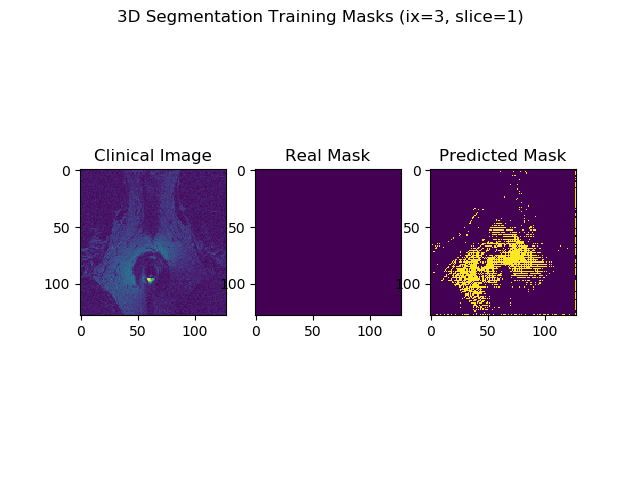 3D Segmentation Training Masks (ix=3, slice=1)
Clinical Image Real Mask Predicted Mask
0 0 0
50 50 50
100 100 100
0 50 100 0 50 100 0 50 100